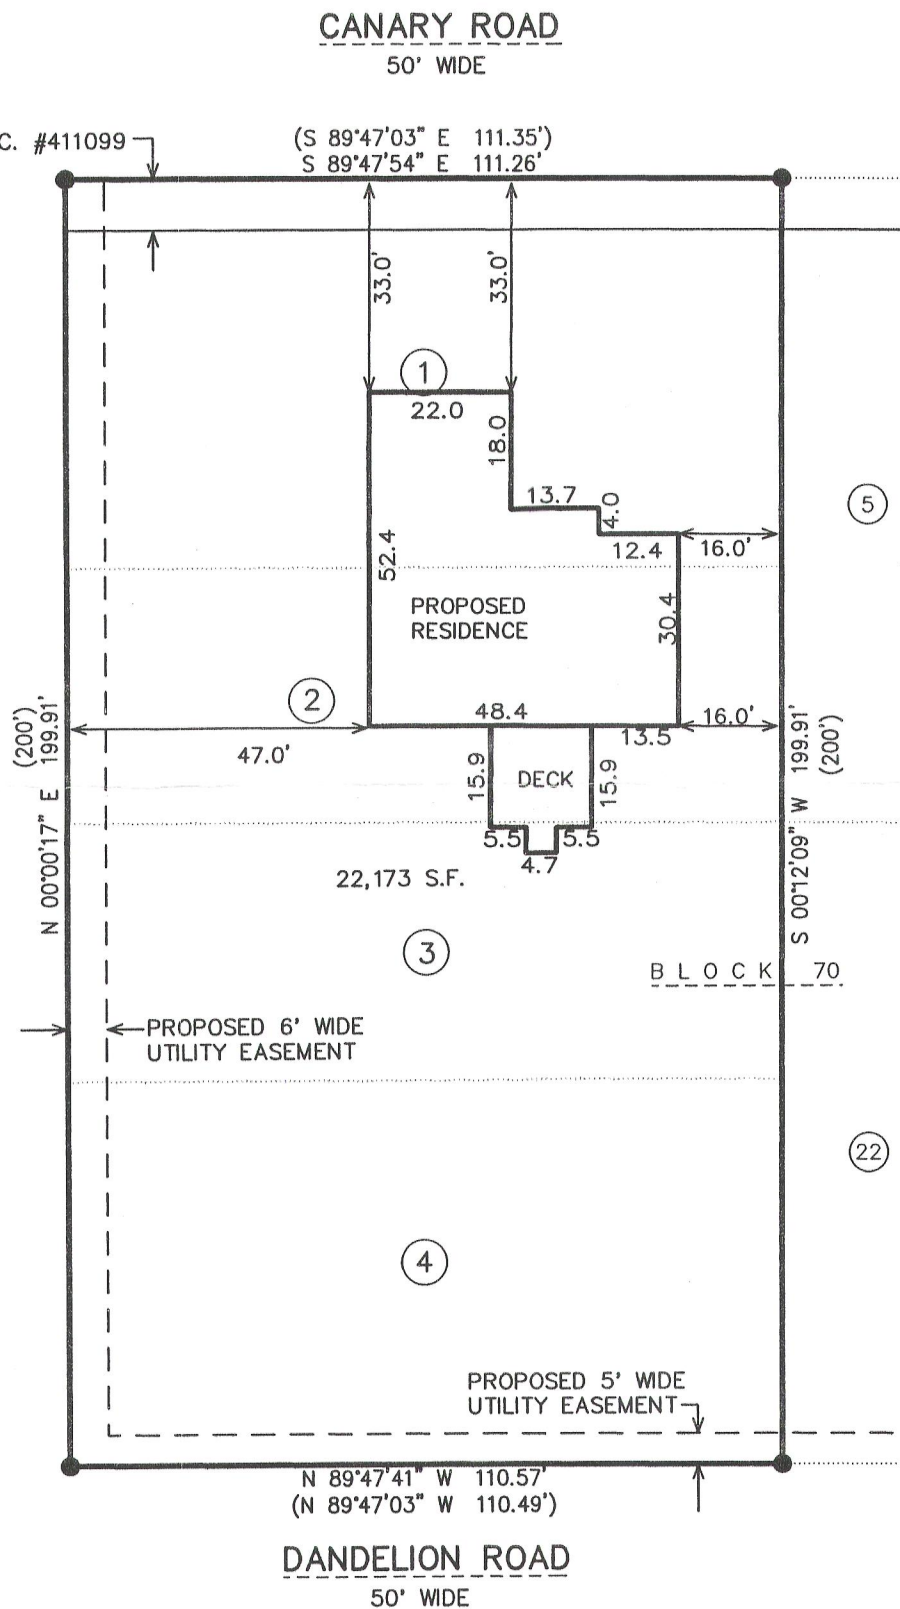 CANARY ROAD
50' WIDE
C. #411099
(S 89°47'03" E 111.35')
S 89°47'54" E 111.26'
33.0'
33.0'
1
22.0
18.0
13.7
4.0
12.4
16.0'
5
52.4
PROPOSED
RESIDENCE
30.4
2
48.4
13.5
16.0'
47.0'
(200')
N 00°00'17" E 199.91'
S 00°12'09" W 199.91'
(200')
15.9
DECK
15.9
5.5
5.5
4.7
22,173 S.F.
3
BLOCK 70
PROPOSED 6' WIDE
UTILITY EASEMENT
22
4
PROPOSED 5' WIDE
UTILITY EASEMENT
N 89°47'41" W 110.57'
(N 89°47'03" W 110.49')
DANDELION ROAD
50' WIDE